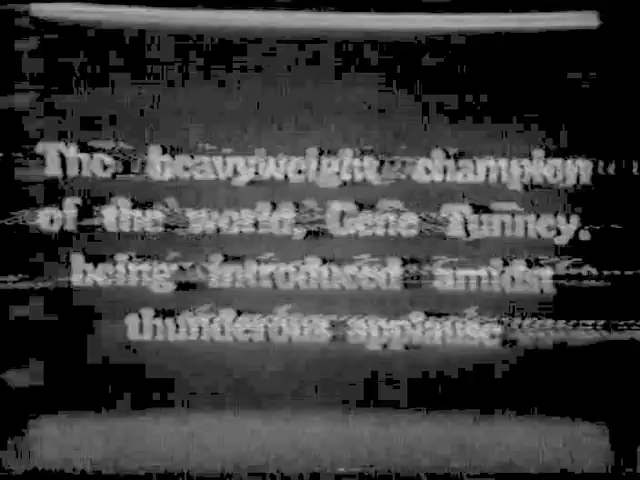 The heavyweight champion
of the world, Gene Tunney,
being introduced amidst
thunderous applause